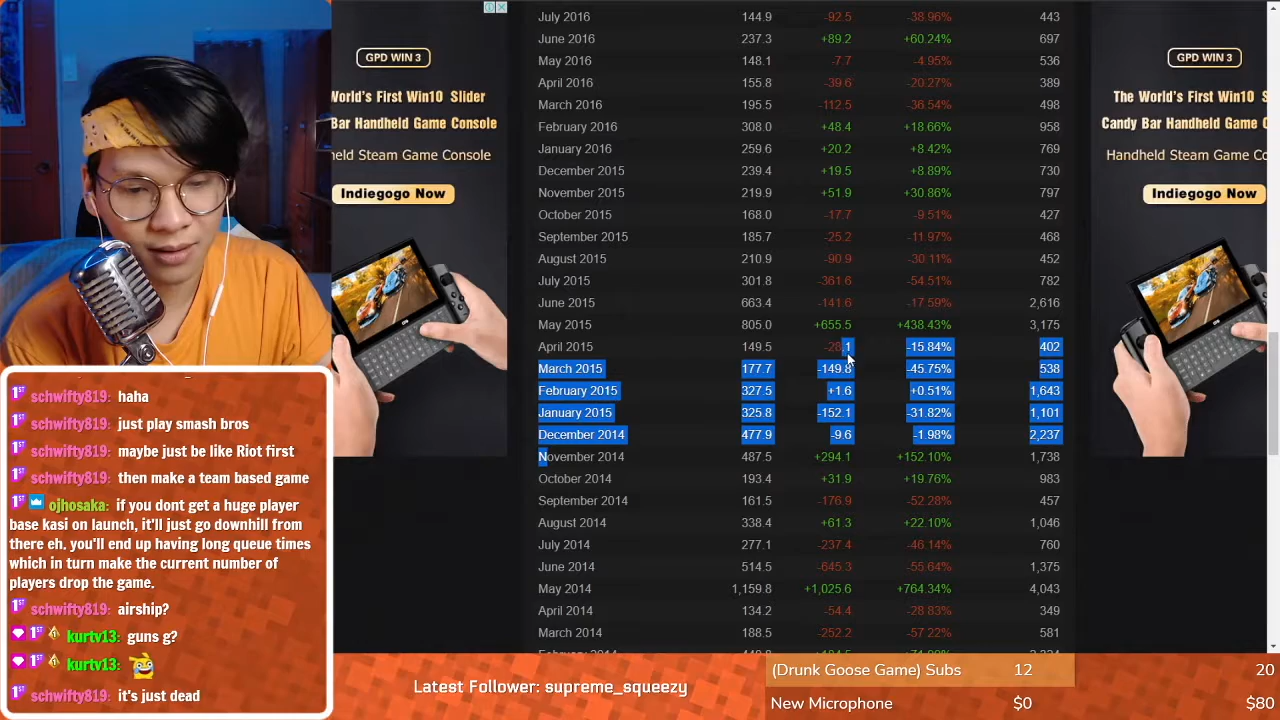 July 2016 144.9 -92.5 -38.96% 443
June 2016 237.3 +89.2 +60.24% 697
May 2016 148.1 -7.7 -4.95% 536
April 2016 155.8 -39.6 -20.27% 389
March 2016 195.5 -112.5 -36.54% 498
February 2016 308.0 +48.4 +18.66% 958
January 2016 259.6 +20.2 +8.42% 769
December 2015 239.4 +19.5 +8.89% 730
November 2015 219.9 +51.9 +30.86% 797
October 2015 168.0 -17.7 -9.51% 427
September 2015 185.7 -25.2 -11.97% 468
August 2015 210.9 -90.9 -30.11% 452
July 2015 301.8 -361.6 -54.51% 782
June 2015 663.4 -141.6 -17.59% 2,616
May 2015 805.0 +655.5 +438.43% 3,175
April 2015 149.5 -28.1 -15.84% 402
March 2015 177.7 -149.8 -45.75% 538
February 2015 327.5 +1.6 +0.51% 1,643
January 2015 325.8 -152.1 -31.82% 1,101
December 2014 477.9 -9.6 -1.98% 2,237
November 2014 487.5 +294.1 +152.10% 1,738
October 2014 193.4 +31.9 +19.76% 983
September 2014 161.5 -176.9 -52.28% 457
August 2014 338.4 +61.3 +22.10% 1,046
July 2014 277.1 -237.4 -46.14% 760
June 2014 514.5 -645.3 -55.64% 1,375
May 2014 1,159.8 +1,025.6 +764.34% 4,043
April 2014 134.2 -54.4 -28.83% 349
March 2014 188.5 -252.2 -57.22% 581
GPD WIN 3
World's First Win10 Slider
Bar Handheld Game Console
held Steam Game Console
Indiegogo Now
GPD WIN 3
The World's First Win10 S
Candy Bar Handheld Game C
Handheld Steam Game Console
Indiegogo Now
1ST schwifty819: haha
1ST schwifty819: just play smash bros
1ST schwifty819: maybe just be like Riot first
1ST schwifty819: then make a team based game
1ST ojhosaka: if you dont get a huge player
base kasi on launch, it'll just go downhill from
there eh. you'll end up having long queue times
which in turn make the current number of
players drop the game.
1ST schwifty819: airship?
1ST kurtv13: guns g?
1ST kurtv13:
1ST schwifty819: it's just dead
Latest Follower: supreme_squeezy
(Drunk Goose Game) Subs 12 20
New Microphone $0 $80